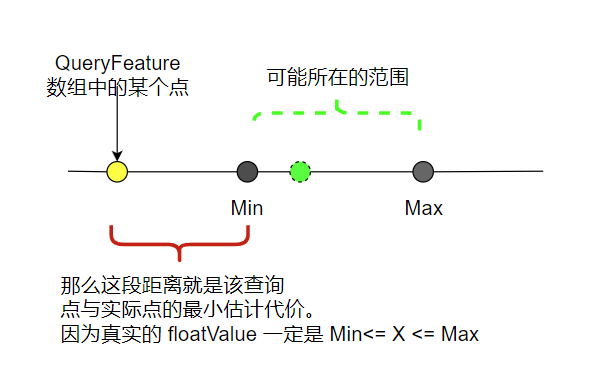 QueryFeature
数组中的某个点
可能所在的范围
Min
Max
那么这段距离就是该查询
点与实际点的最小估计代价。
因为真实的 floatValue 一定是 Min<= X <= Max